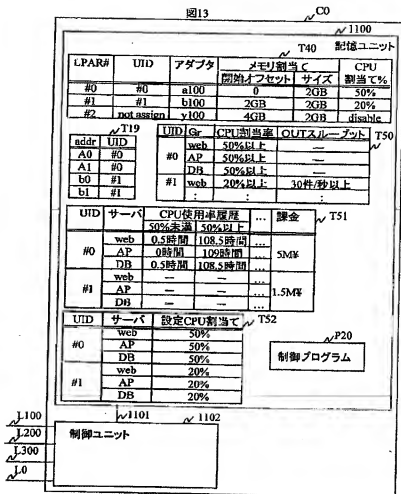 図13
C0
1100
T40 記憶ユニット
LPAR# UID アダプタ メモリ割当て CPU
開始オフセット サイズ 割当て%
#0 #0 a100 0 2GB 50%
#1 #1 b100 2GB 2GB 20%
#2 not assign y100 4GB 2GB disable
T19
addr UID
A0 #0
A1 #0
b0 #1
b1 #1
UID Gr CPU割当率 OUTスループット T50
#0 web 50%以上 —
AP 50%以上 —
DB 50%以上 —
#1 web 20%以上 30件/秒以上
: : :
UID サーバ CPU使用率履歴 ... 課金 T51
50%未満 50%以上
#0 web 0.5時間 108.5時間 ... 5M¥
AP 0時間 109時間 ...
DB 0.5時間 108.5時間 ...
#1 web — — ... 1.5M¥
AP — — ...
DB — — ...
UID サーバ 設定CPU割当て T52
#0 web 50%
AP 50%
DB 50%
#1 web 20%
AP 20%
DB 20%
P20
制御プログラム
1101 1102
L100
L200
L300
L0
制御ユニット